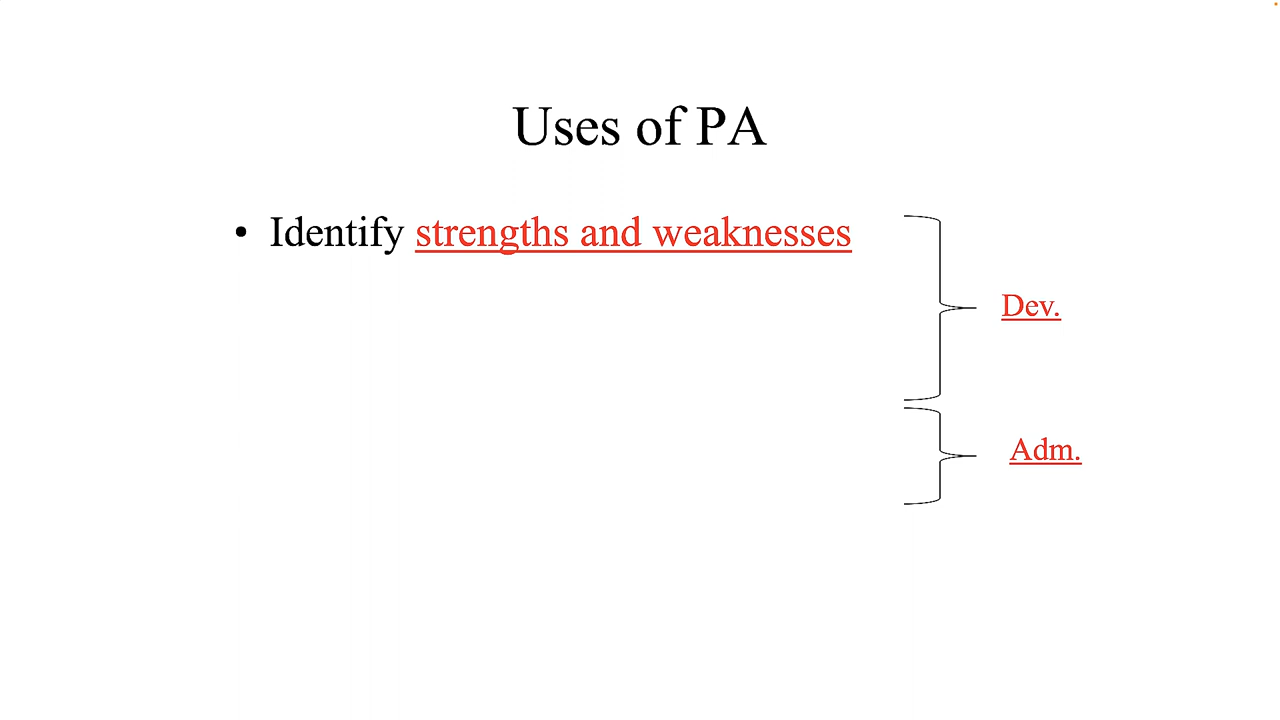 Uses of PA
• Identify strengths and weaknesses
Dev.
Adm.